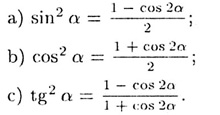 a) sin² α = (1 − cos 2α)/2;
b) cos² α = (1 + cos 2α)/2;
c) tg² α = (1 − cos 2α)/(1 + cos 2α).